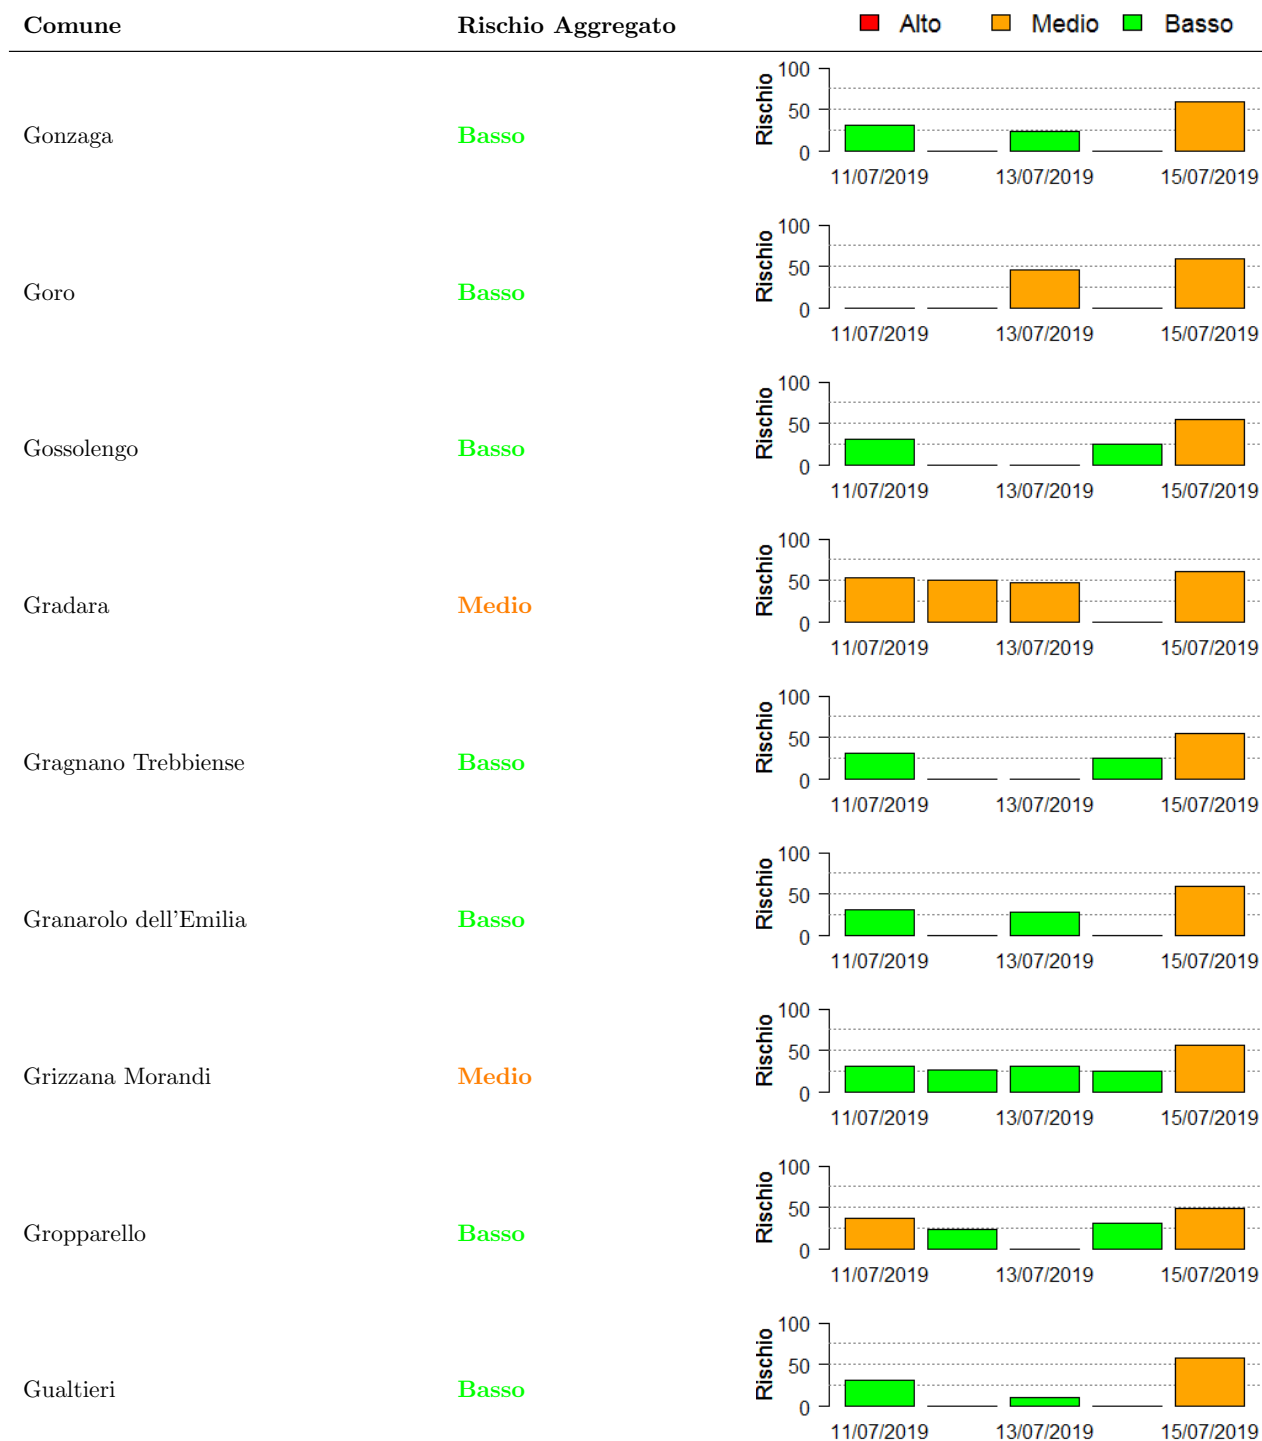 Comune Rischio Aggregato Alto Medio Basso
Gonzaga Basso
Rischio
100
50
0
11/07/2019 13/07/2019 15/07/2019
Goro Basso
Rischio
100
50
0
11/07/2019 13/07/2019 15/07/2019
Gossolengo Basso
Rischio
100
50
0
11/07/2019 13/07/2019 15/07/2019
Gradara Medio
Rischio
100
50
0
11/07/2019 13/07/2019 15/07/2019
Gragnano Trebbiense Basso
Rischio
100
50
0
11/07/2019 13/07/2019 15/07/2019
Granarolo dell'Emilia Basso
Rischio
100
50
0
11/07/2019 13/07/2019 15/07/2019
Grizzana Morandi Medio
Rischio
100
50
0
11/07/2019 13/07/2019 15/07/2019
Gropparello Basso
Rischio
100
50
0
11/07/2019 13/07/2019 15/07/2019
Gualtieri Basso
Rischio
100
50
0
11/07/2019 13/07/2019 15/07/2019